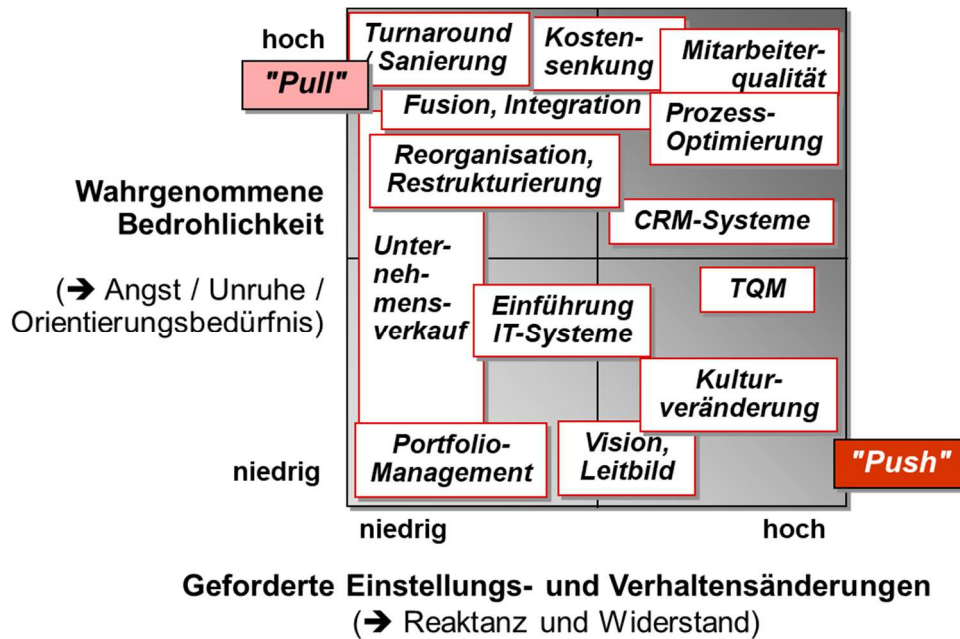 hoch
"Pull"
Turnaround
/ Sanierung
Kosten-
senkung
Mitarbeiter-
qualität
Fusion, Integration
Prozess-
Optimierung
Reorganisation,
Restrukturierung
Wahrgenommene
Bedrohlichkeit
(➔ Angst / Unruhe /
Orientierungsbedürfnis)
CRM-Systeme
Unter-
neh-
mens-
verkauf
TQM
Einführung
IT-Systeme
Kultur-
veränderung
Portfolio-
Management
Vision,
Leitbild
"Push"
niedrig
niedrig
hoch
Geforderte Einstellungs- und Verhaltensänderungen
(➔ Reaktanz und Widerstand)